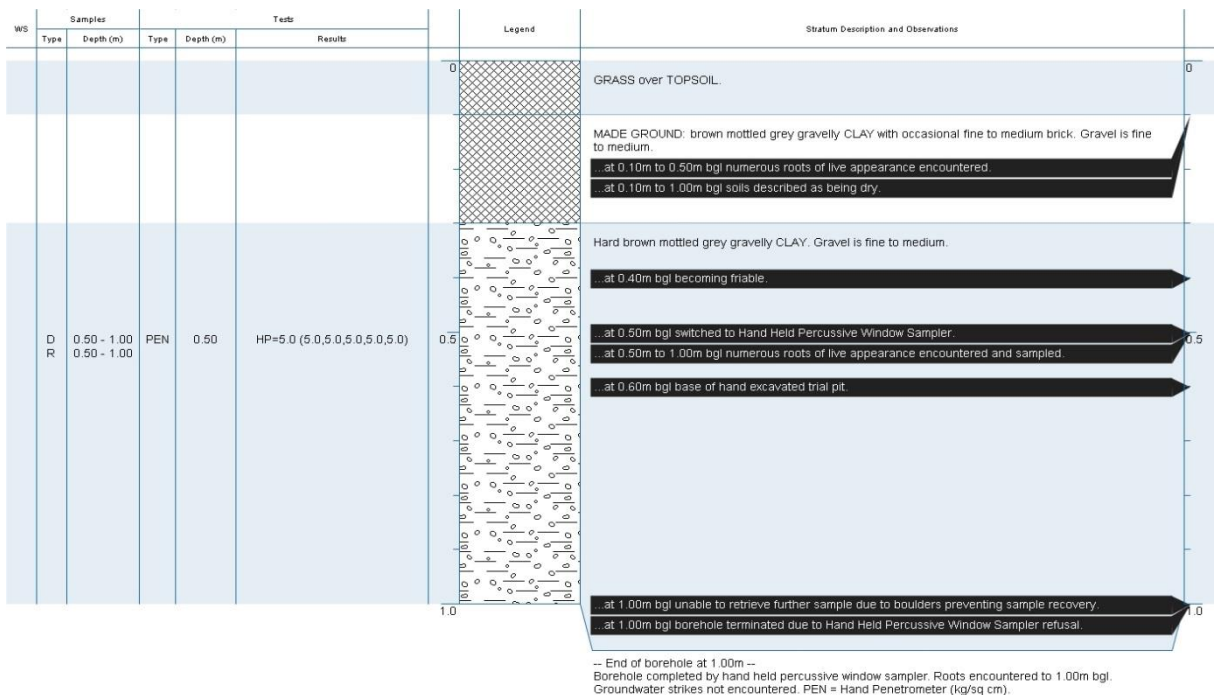 WS
Samples
Tests
Legend
Stratum Description and Observations
Type
Depth (m)
Type
Depth (m)
Results
0
GRASS over TOPSOIL.
0
MADE GROUND: brown mottled grey gravelly CLAY with occasional fine to medium brick. Gravel is fine
to medium.
...at 0.10m to 0.50m bgl numerous roots of live appearance encountered.
...at 0.10m to 1.00m bgl soils described as being dry.
Hard brown mottled grey gravelly CLAY. Gravel is fine to medium.
...at 0.40m bgl becoming friable.
...at 0.50m bgl switched to Hand Held Percussive Window Sampler.
D 0.50 - 1.00 PEN 0.50 HP=5.0 (5.0,5.0,5.0,5.0,5.0) 0.5 0.5
R 0.50 - 1.00
...at 0.50m to 1.00m bgl numerous roots of live appearance encountered and sampled.
...at 0.60m bgl base of hand excavated trial pit.
...at 1.00m bgl unable to retrieve further sample due to boulders preventing sample recovery.
1.0 1.0
...at 1.00m bgl borehole terminated due to Hand Held Percussive Window Sampler refusal.
-- End of borehole at 1.00m --
Borehole completed by hand held percussive window sampler. Roots encountered to 1.00m bgl.
Groundwater strikes not encountered. PEN = Hand Penetrometer (kg/sq cm).